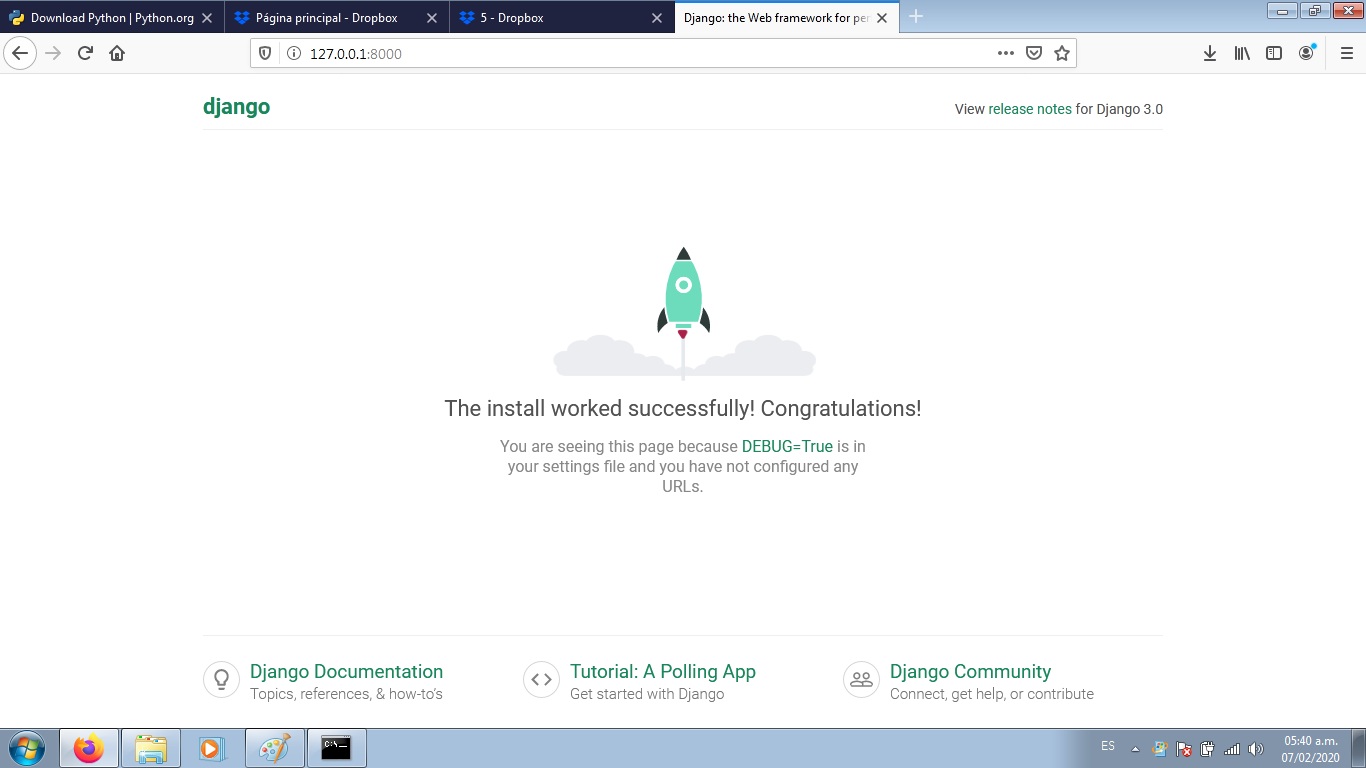 Download Python | Python.org
Página principal - Dropbox
5 - Dropbox
Django: the Web framework for per
127.0.0.1:8000
django
View release notes for Django 3.0
The install worked successfully! Congratulations!
You are seeing this page because DEBUG=True is in
your settings file and you have not configured any
URLs.
Django Documentation
Topics, references, & how-to's
Tutorial: A Polling App
Get started with Django
Django Community
Connect, get help, or contribute
C:\_
ES
05:40 a.m.
07/02/2020